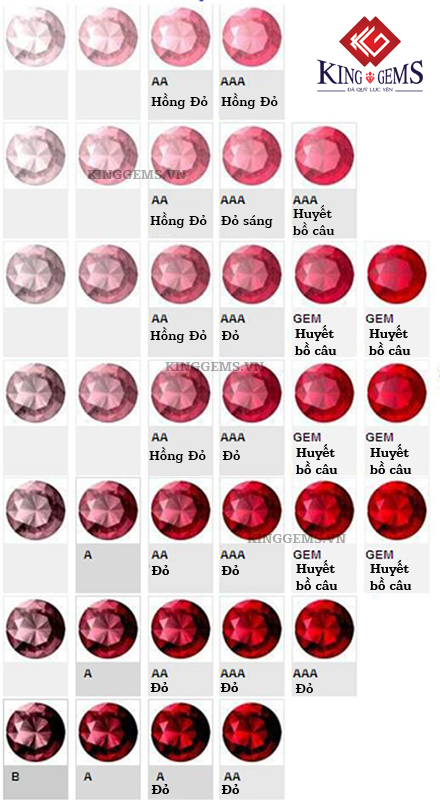 KING GEMS
ĐÁ QUÝ LỤC YÊN
AA AAA
Hồng Đỏ Hồng Đỏ
KINGGEMS.VN
AA AAA AAA
Hồng Đỏ Đỏ sáng Huyết
bồ câu
AA AAA GEM GEM
Hồng Đỏ Đỏ Huyết Huyết
bồ câu bồ câu
KINGGEMS.VN
AA AAA GEM GEM
Hồng Đỏ Đỏ Huyết Huyết
bồ câu bồ câu
KINGGEMS.VN
A AA AAA GEM GEM
Đỏ Đỏ Huyết Huyết
bồ câu bồ câu
A AA AAA AAA
Đỏ Đỏ Đỏ
B A A AA
Đỏ Đỏ